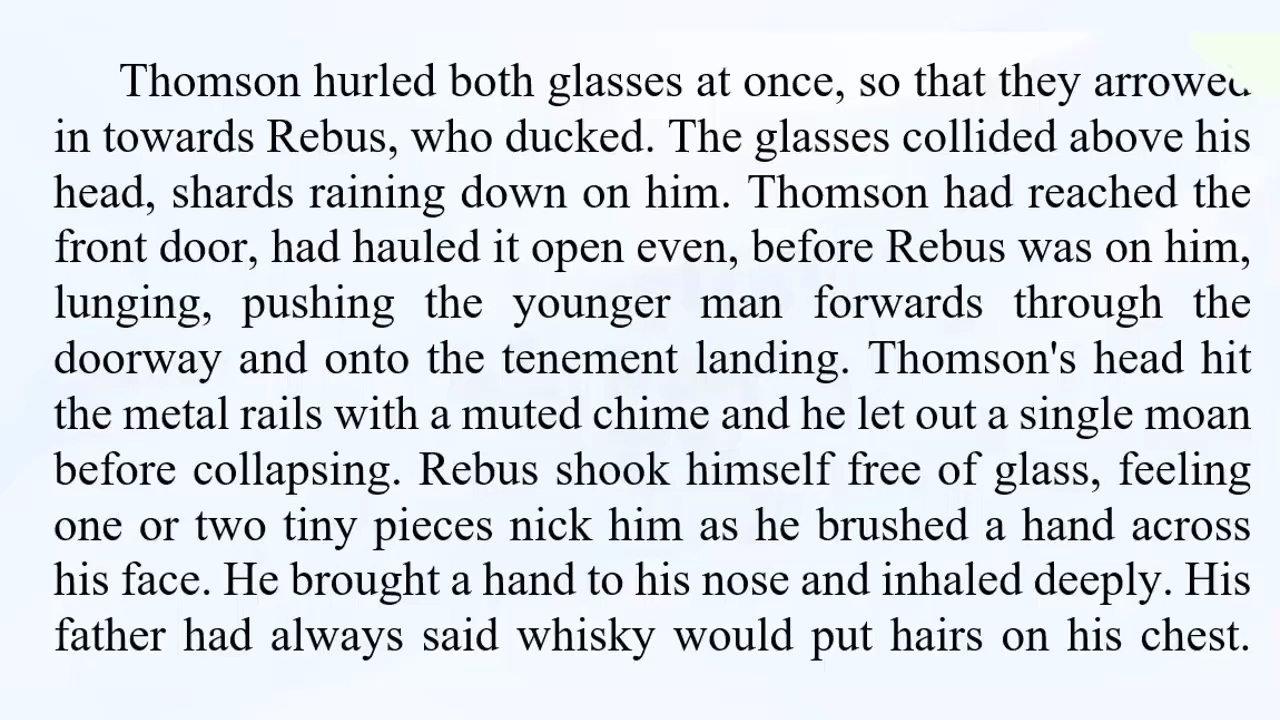 Thomson hurled both glasses at once, so that they arrowed
in towards Rebus, who ducked. The glasses collided above his
head, shards raining down on him. Thomson had reached the
front door, had hauled it open even, before Rebus was on him,
lunging, pushing the younger man forwards through the
doorway and onto the tenement landing. Thomson's head hit
the metal rails with a muted chime and he let out a single moan
before collapsing. Rebus shook himself free of glass, feeling
one or two tiny pieces nick him as he brushed a hand across
his face. He brought a hand to his nose and inhaled deeply. His
father had always said whisky would put hairs on his chest.